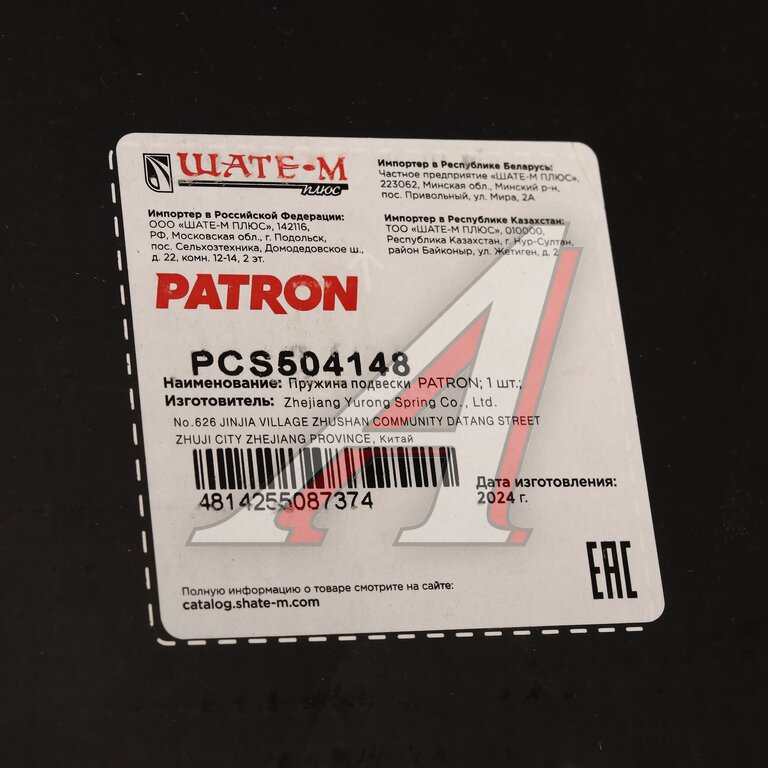 ШАТЕ-М
плюс
Импортер в Республике Беларусь:
Частное предприятие «ШАТЕ-М ПЛЮС»,
223062, Минская обл., Минский р-н,
пос. Привольный, ул. Мира, 2А
Импортер в Российской Федерации:
ООО «ШАТЕ-М ПЛЮС», 142116,
РФ, Московская обл., г. Подольск,
пос. Сельхозтехника, Домодедовское ш.,
д. 22, комн. 12-14, 2 эт.
Импортер в Республике Казахстан:
ТОО «ШАТЕ-М ПЛЮС», 010000,
Республика Казахстан, г. Нур-Султан,
район Байконыр, ул. Жетиген, д. 2
PATRON
PCS504148
Наименование: Пружина подвески PATRON; 1 шт.;
Изготовитель: Zhejiang Yurong Spring Co., Ltd.
No.626 JINJIA VILLAGE ZHUSHAN COMMUNITY DATANG STREET
ZHUJI CITY ZHEJIANG PROVINCE, Китай
4814255087374
Дата изготовления:
2024 г.
EAC
Полную информацию о товаре смотрите на сайте:
catalog.shate-m.com